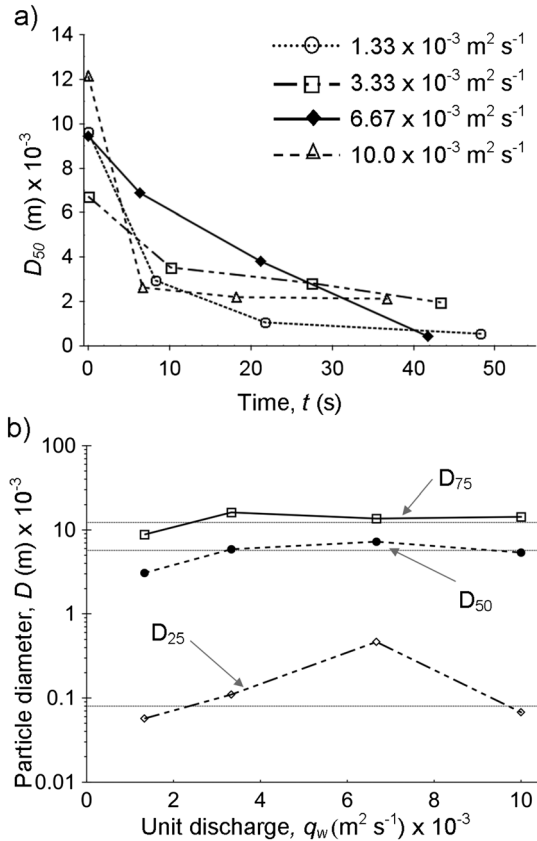 a)
14
12
10
8
6
4
2
0
D₅₀ (m) x 10⁻³
1.33 x 10⁻³ m² s⁻¹
3.33 x 10⁻³ m² s⁻¹
6.67 x 10⁻³ m² s⁻¹
10.0 x 10⁻³ m² s⁻¹
0 10 20 30 40 50
Time, t (s)
b)
100
10
1
0.1
0.01
Particle diameter, D (m) x 10⁻³
D₇₅
D₅₀
D₂₅
0 2 4 6 8 10
Unit discharge, q_w (m² s⁻¹) x 10⁻³